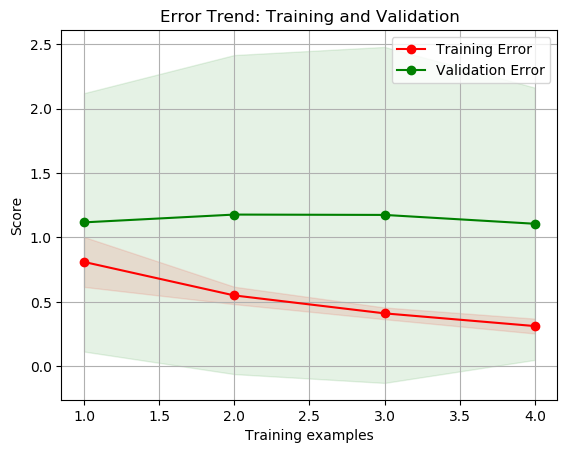 Error Trend: Training and Validation
Training Error
Validation Error
Score
2.5
2.0
1.5
1.0
0.5
0.0
1.0 1.5 2.0 2.5 3.0 3.5 4.0
Training examples